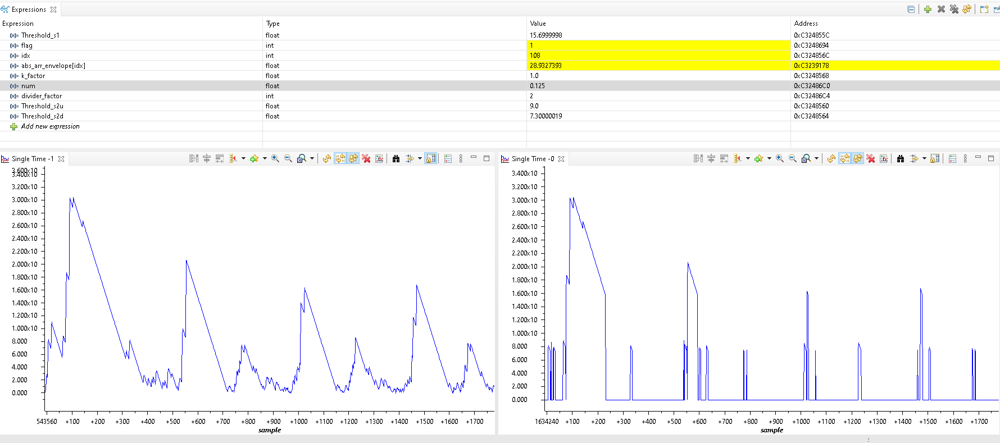 Expressions
Expression Type Value Address
(x)= Threshold_s1 float 15.6999998 0xC324855C
(x)= flag int 1 0xC3248694
(x)= idx int 108 0xC324856C
(x)= abs_arr_envelope[idx] float 28.9327393 0xC3239178
(x)= k_factor float 1.0 0xC3248568
(x)= num float 0.125 0xC32486C0
(x)= divider_factor int 2 0xC32486C4
(x)= Threshold_s2u float 9.0 0xC3248560
(x)= Threshold_s2d float 7.30000019 0xC3248564
Add new expression
Single Time -1
3.600x10
3.400x10
3.200x10
3.000x10
2.800x10
2.600x10
2.400x10
2.200x10
2.000x10
1.800x10
1.600x10
1.400x10
1.200x10
1.000x10
8.000
6.000
4.000
2.000
0.000
543560 +100 +200 +300 +400 +500 +600 +700 +800 +900 +1000 +1100 +1200 +1300 +1400 +1500 +1600 +1700
sample
Single Time -0
3.400x10
3.200x10
3.000x10
2.800x10
2.600x10
2.400x10
2.200x10
2.000x10
1.800x10
1.600x10
1.400x10
1.200x10
1.000x10
8.000
6.000
4.000
2.000
0.000
1634240 +100 +200 +300 +400 +500 +600 +700 +800 +900 +1000 +1100 +1200 +1300 +1400 +1500 +1600 +1700
sample